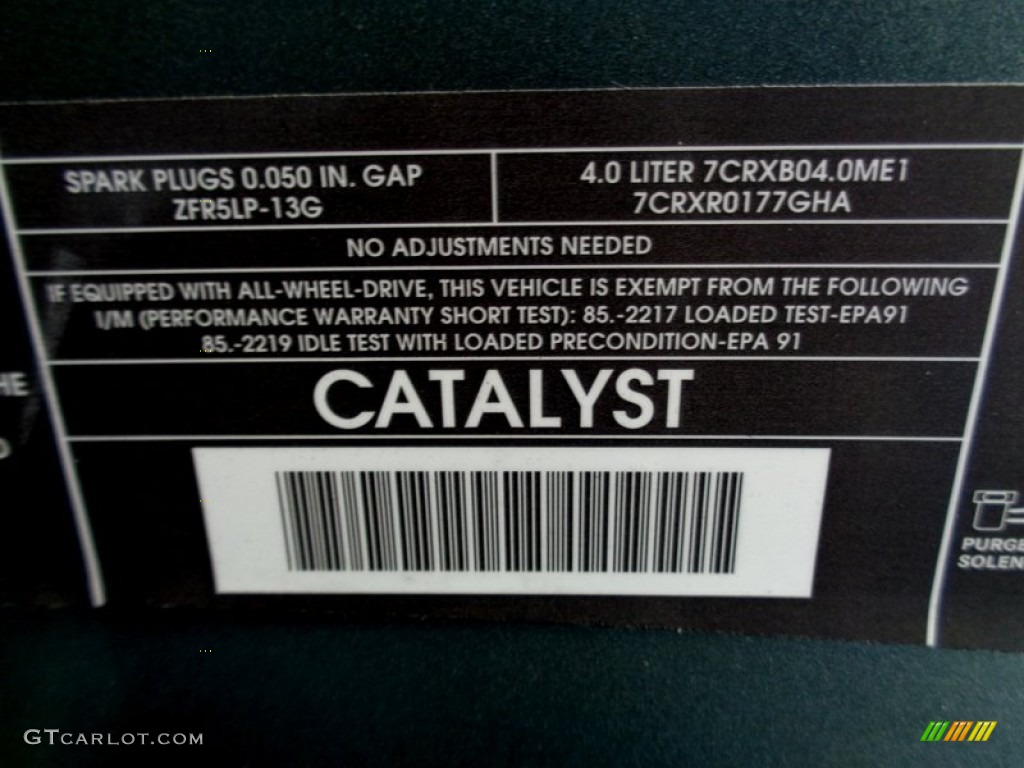 SPARK PLUGS 0.050 IN. GAP
ZFR5LP-13G
4.0 LITER 7CRXB04.0ME1
7CRXR0177GHA
NO ADJUSTMENTS NEEDED
IF EQUIPPED WITH ALL-WHEEL-DRIVE, THIS VEHICLE IS EXEMPT FROM THE FOLLOWING
I/M (PERFORMANCE WARRANTY SHORT TEST): 85.-2217 LOADED TEST-EPA91
85.-2219 IDLE TEST WITH LOADED PRECONDITION-EPA 91
HE
CATALYST
PURGE
SOLEN
GTCARLOT.COM